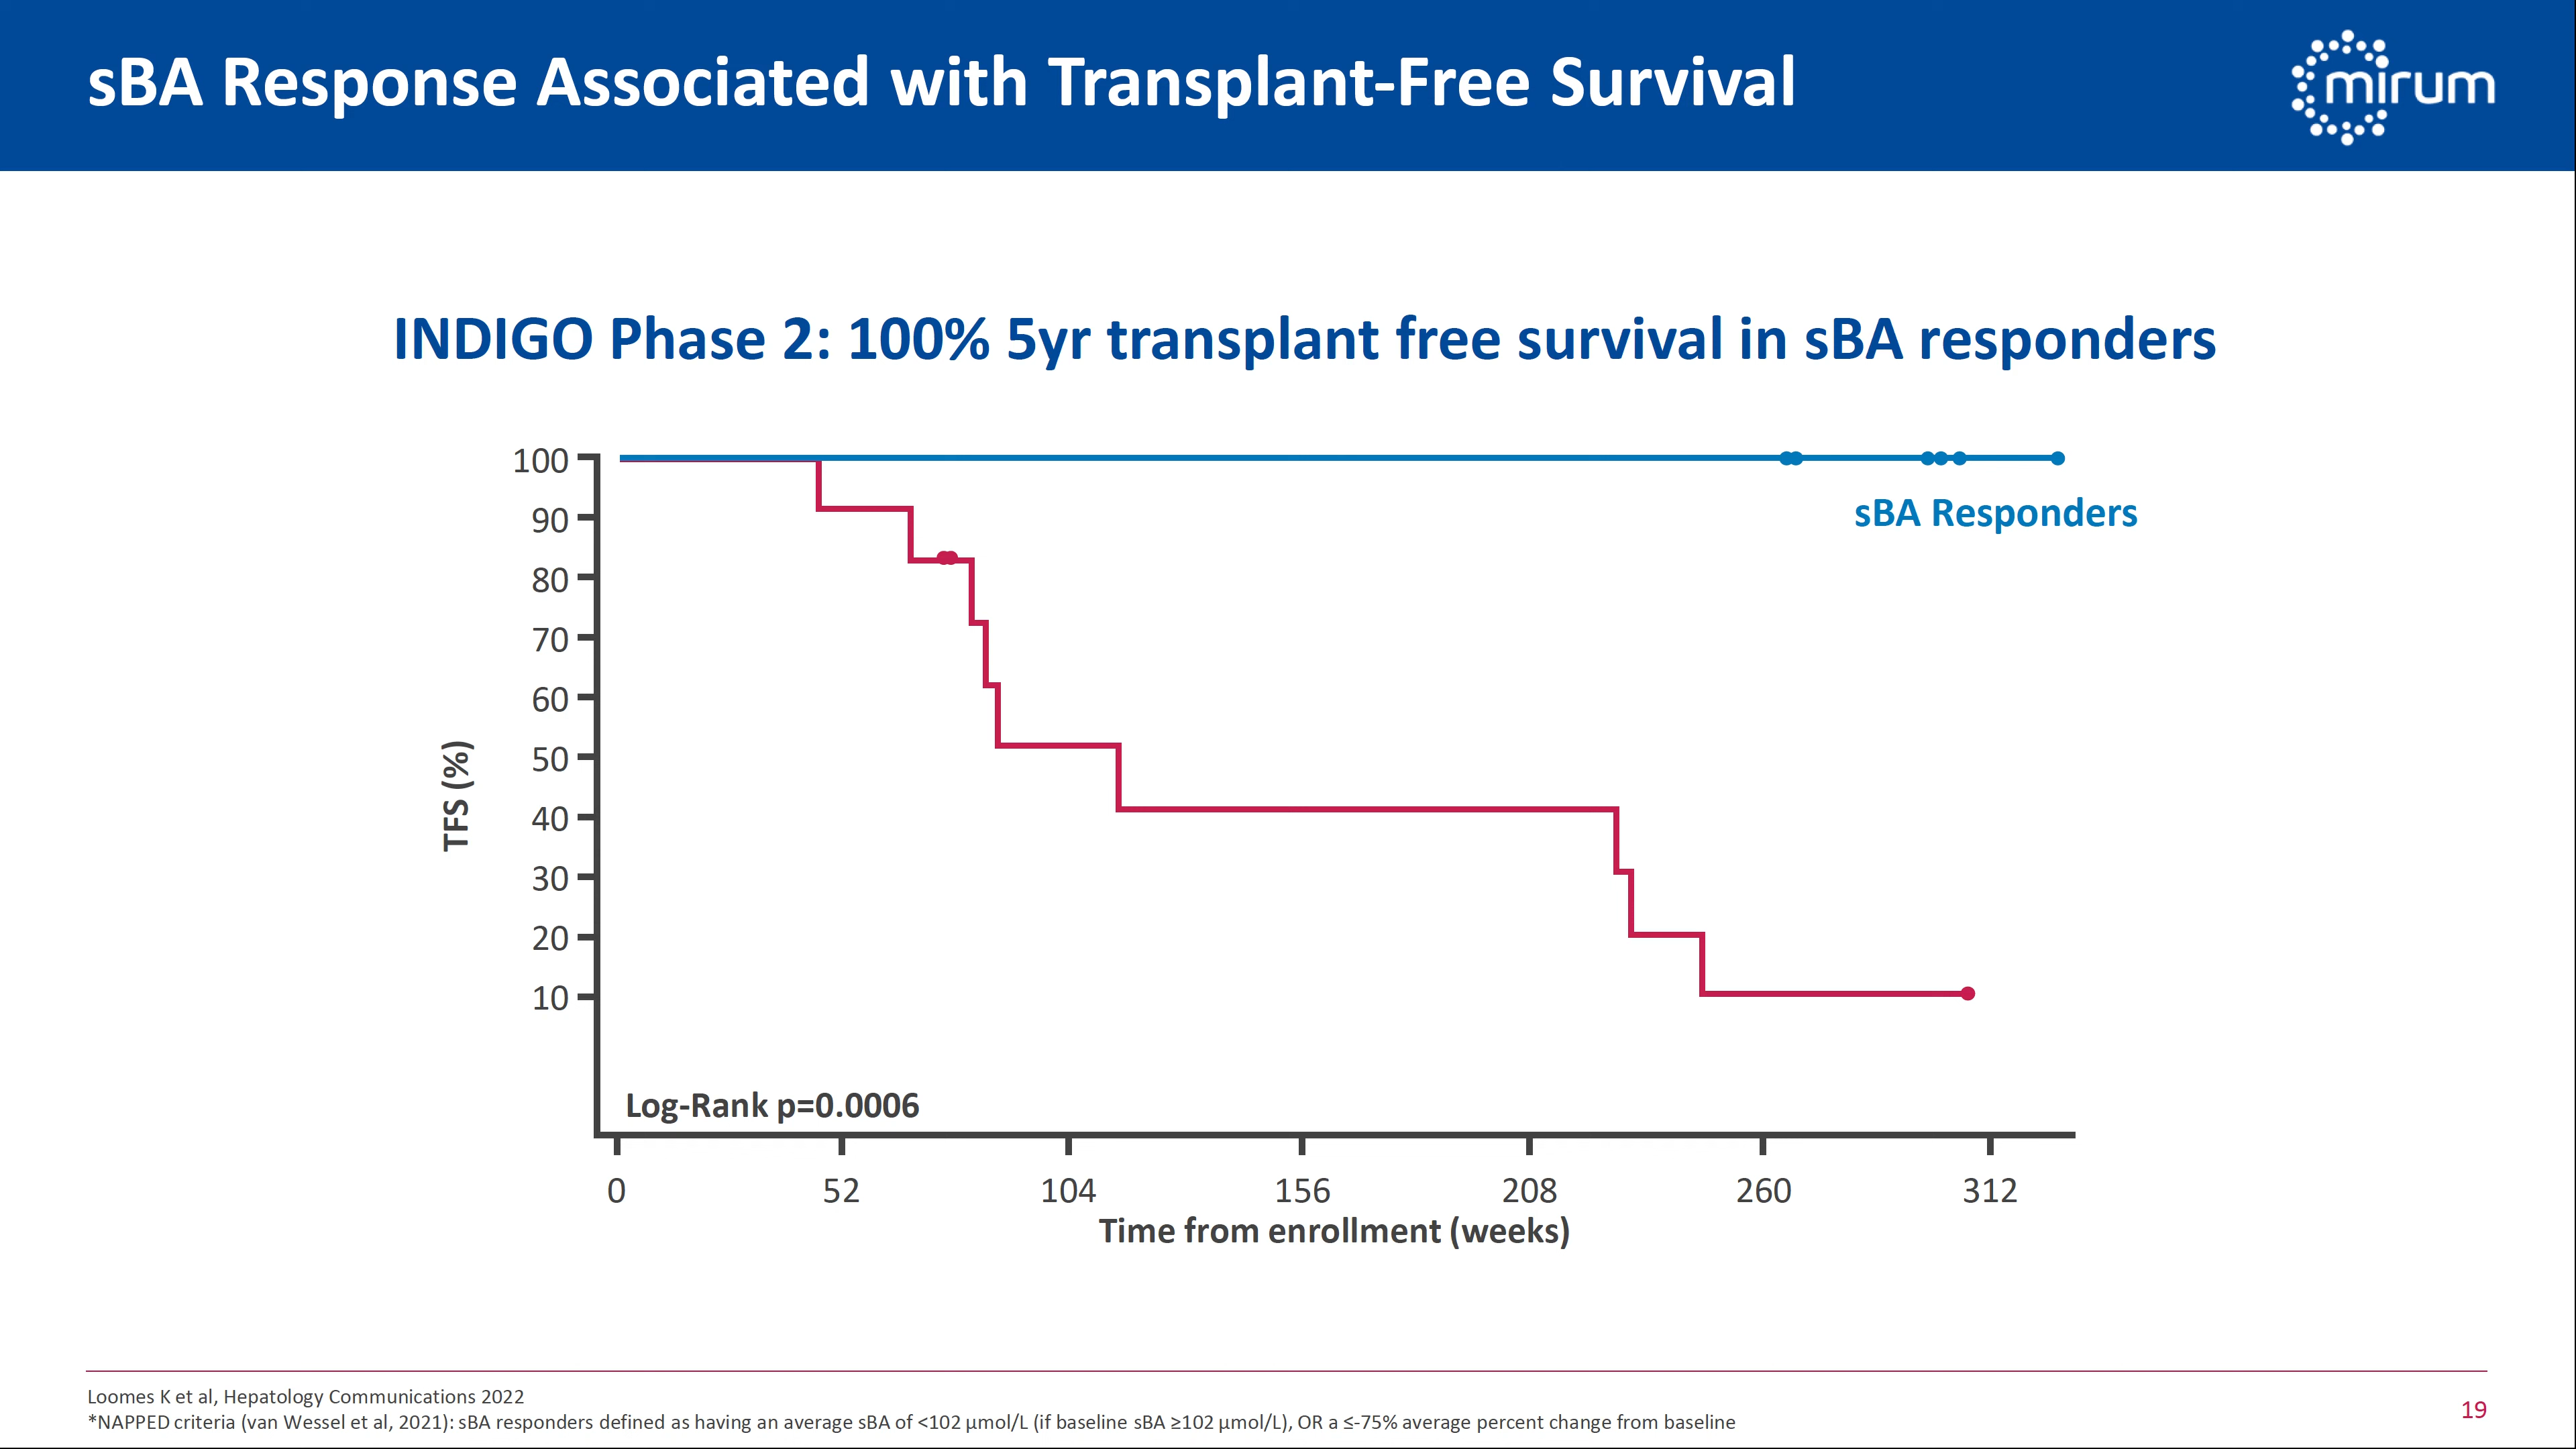 sBA Response Associated with Transplant-Free Survival
mirum
INDIGO Phase 2: 100% 5yr transplant free survival in sBA responders
100
90
80
70
60
50
40
30
20
10
TFS (%)
sBA Responders
Log-Rank p=0.0006
0 52 104 156 208 260 312
Time from enrollment (weeks)
Loomes K et al, Hepatology Communications 2022
*NAPPED criteria (van Wessel et al, 2021): sBA responders defined as having an average sBA of <102 μmol/L (if baseline sBA ≥102 μmol/L), OR a ≤-75% average percent change from baseline
19